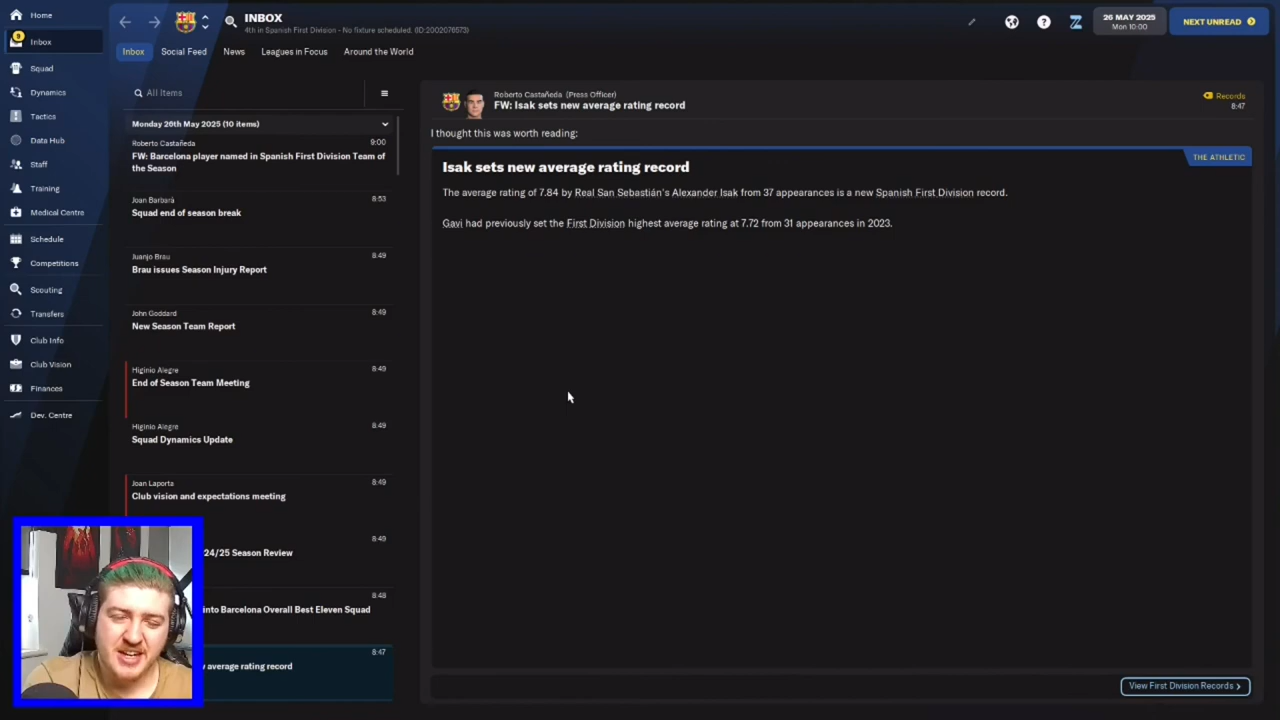 Home
INBOX
4th in Spanish First Division - No fixture scheduled. (ID:2002076573)
26 MAY 2025
Mon 10:00
NEXT UNREAD
Inbox
Squad
Dynamics
Tactics
Data Hub
Staff
Training
Medical Centre
Schedule
Competitions
Scouting
Transfers
Club Info
Club Vision
Finances
Dev. Centre
Inbox
Social Feed
News
Leagues in Focus
Around the World
All Items
Monday 26th May 2025 (10 items)
Roberto Castañeda 9:00
FW: Barcelona player named in Spanish First Division Team of
the Season
Joan Barbará 8:53
Squad end of season break
Juanjo Brau 8:49
Brau issues Season Injury Report
John Goddard 8:49
New Season Team Report
Higinio Alegre 8:49
End of Season Team Meeting
Higinio Alegre 8:49
Squad Dynamics Update
Joan Laporta 8:49
Club vision and expectations meeting
8:49
24/25 Season Review
8:48
into Barcelona Overall Best Eleven Squad
8:47
average rating record
Roberto Castañeda (Press Officer)
FW: Isak sets new average rating record
Records
8:47
I thought this was worth reading:
THE ATHLETIC
Isak sets new average rating record
The average rating of 7.84 by Real San Sebastián's Alexander Isak from 37 appearances is a new Spanish First Division record.
Gavi had previously set the First Division highest average rating at 7.72 from 31 appearances in 2023.
View First Division Records